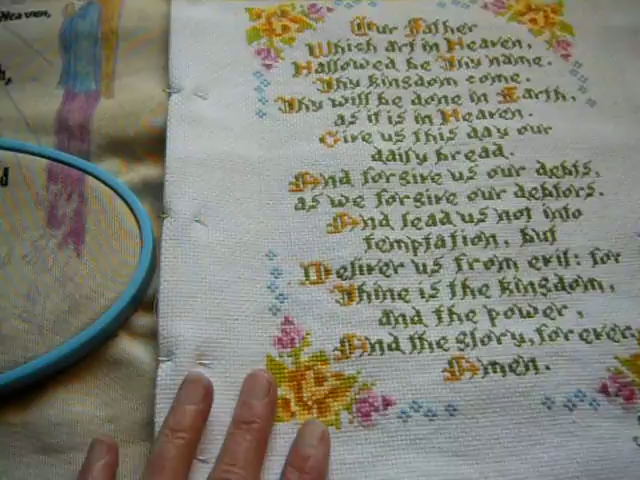 Heaven,
Our Father
Which art in Heaven,
Hallowed be Thy name.
Thy kingdom come.
Thy will be done in Earth,
as it is in Heaven.
Give us this day our
daily bread.
And forgive us our debts,
as we forgive our debtors.
And lead us not into
temptation, but
Deliver us from evil: for
Thine is the kingdom,
and the power,
And the glory, forever
Amen.